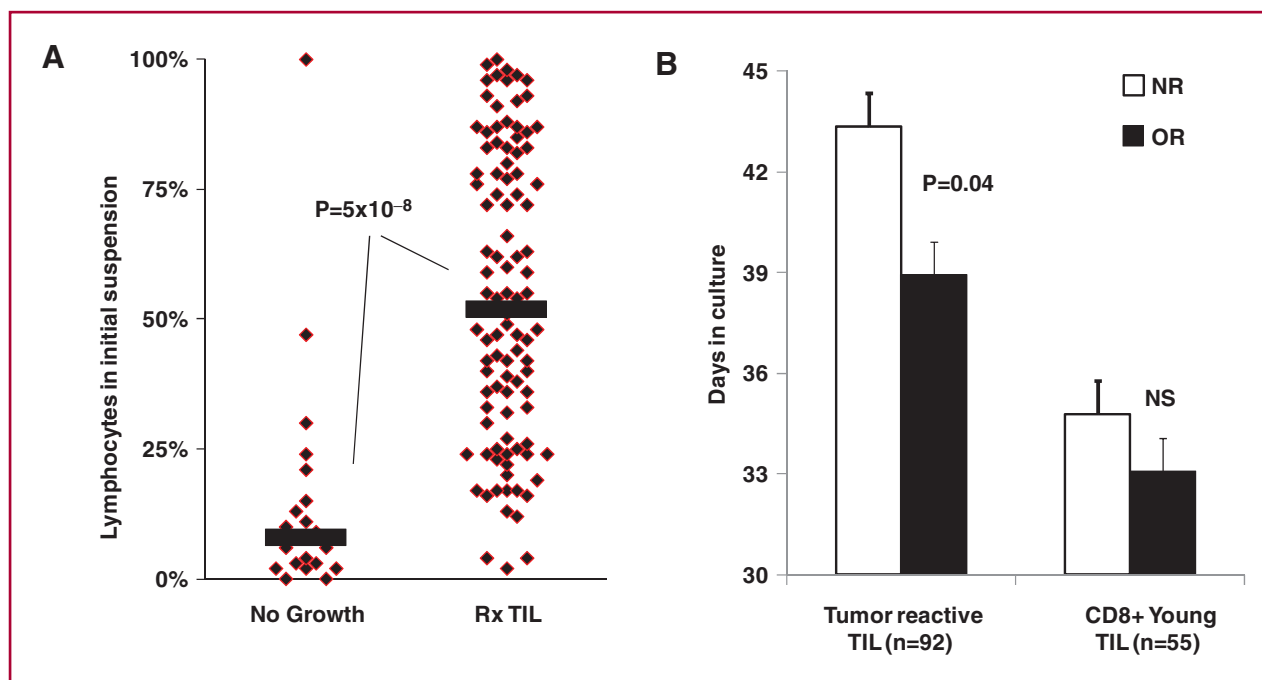 A
Lymphocytes in initial suspension
100%
75%
50%
25%
0%
P=5x10⁻⁸
No Growth
Rx TIL
B
Days in culture
45
42
39
36
33
30
NR
OR
P=0.04
NS
Tumor reactive
TIL (n=92)
CD8+ Young
TIL (n=55)